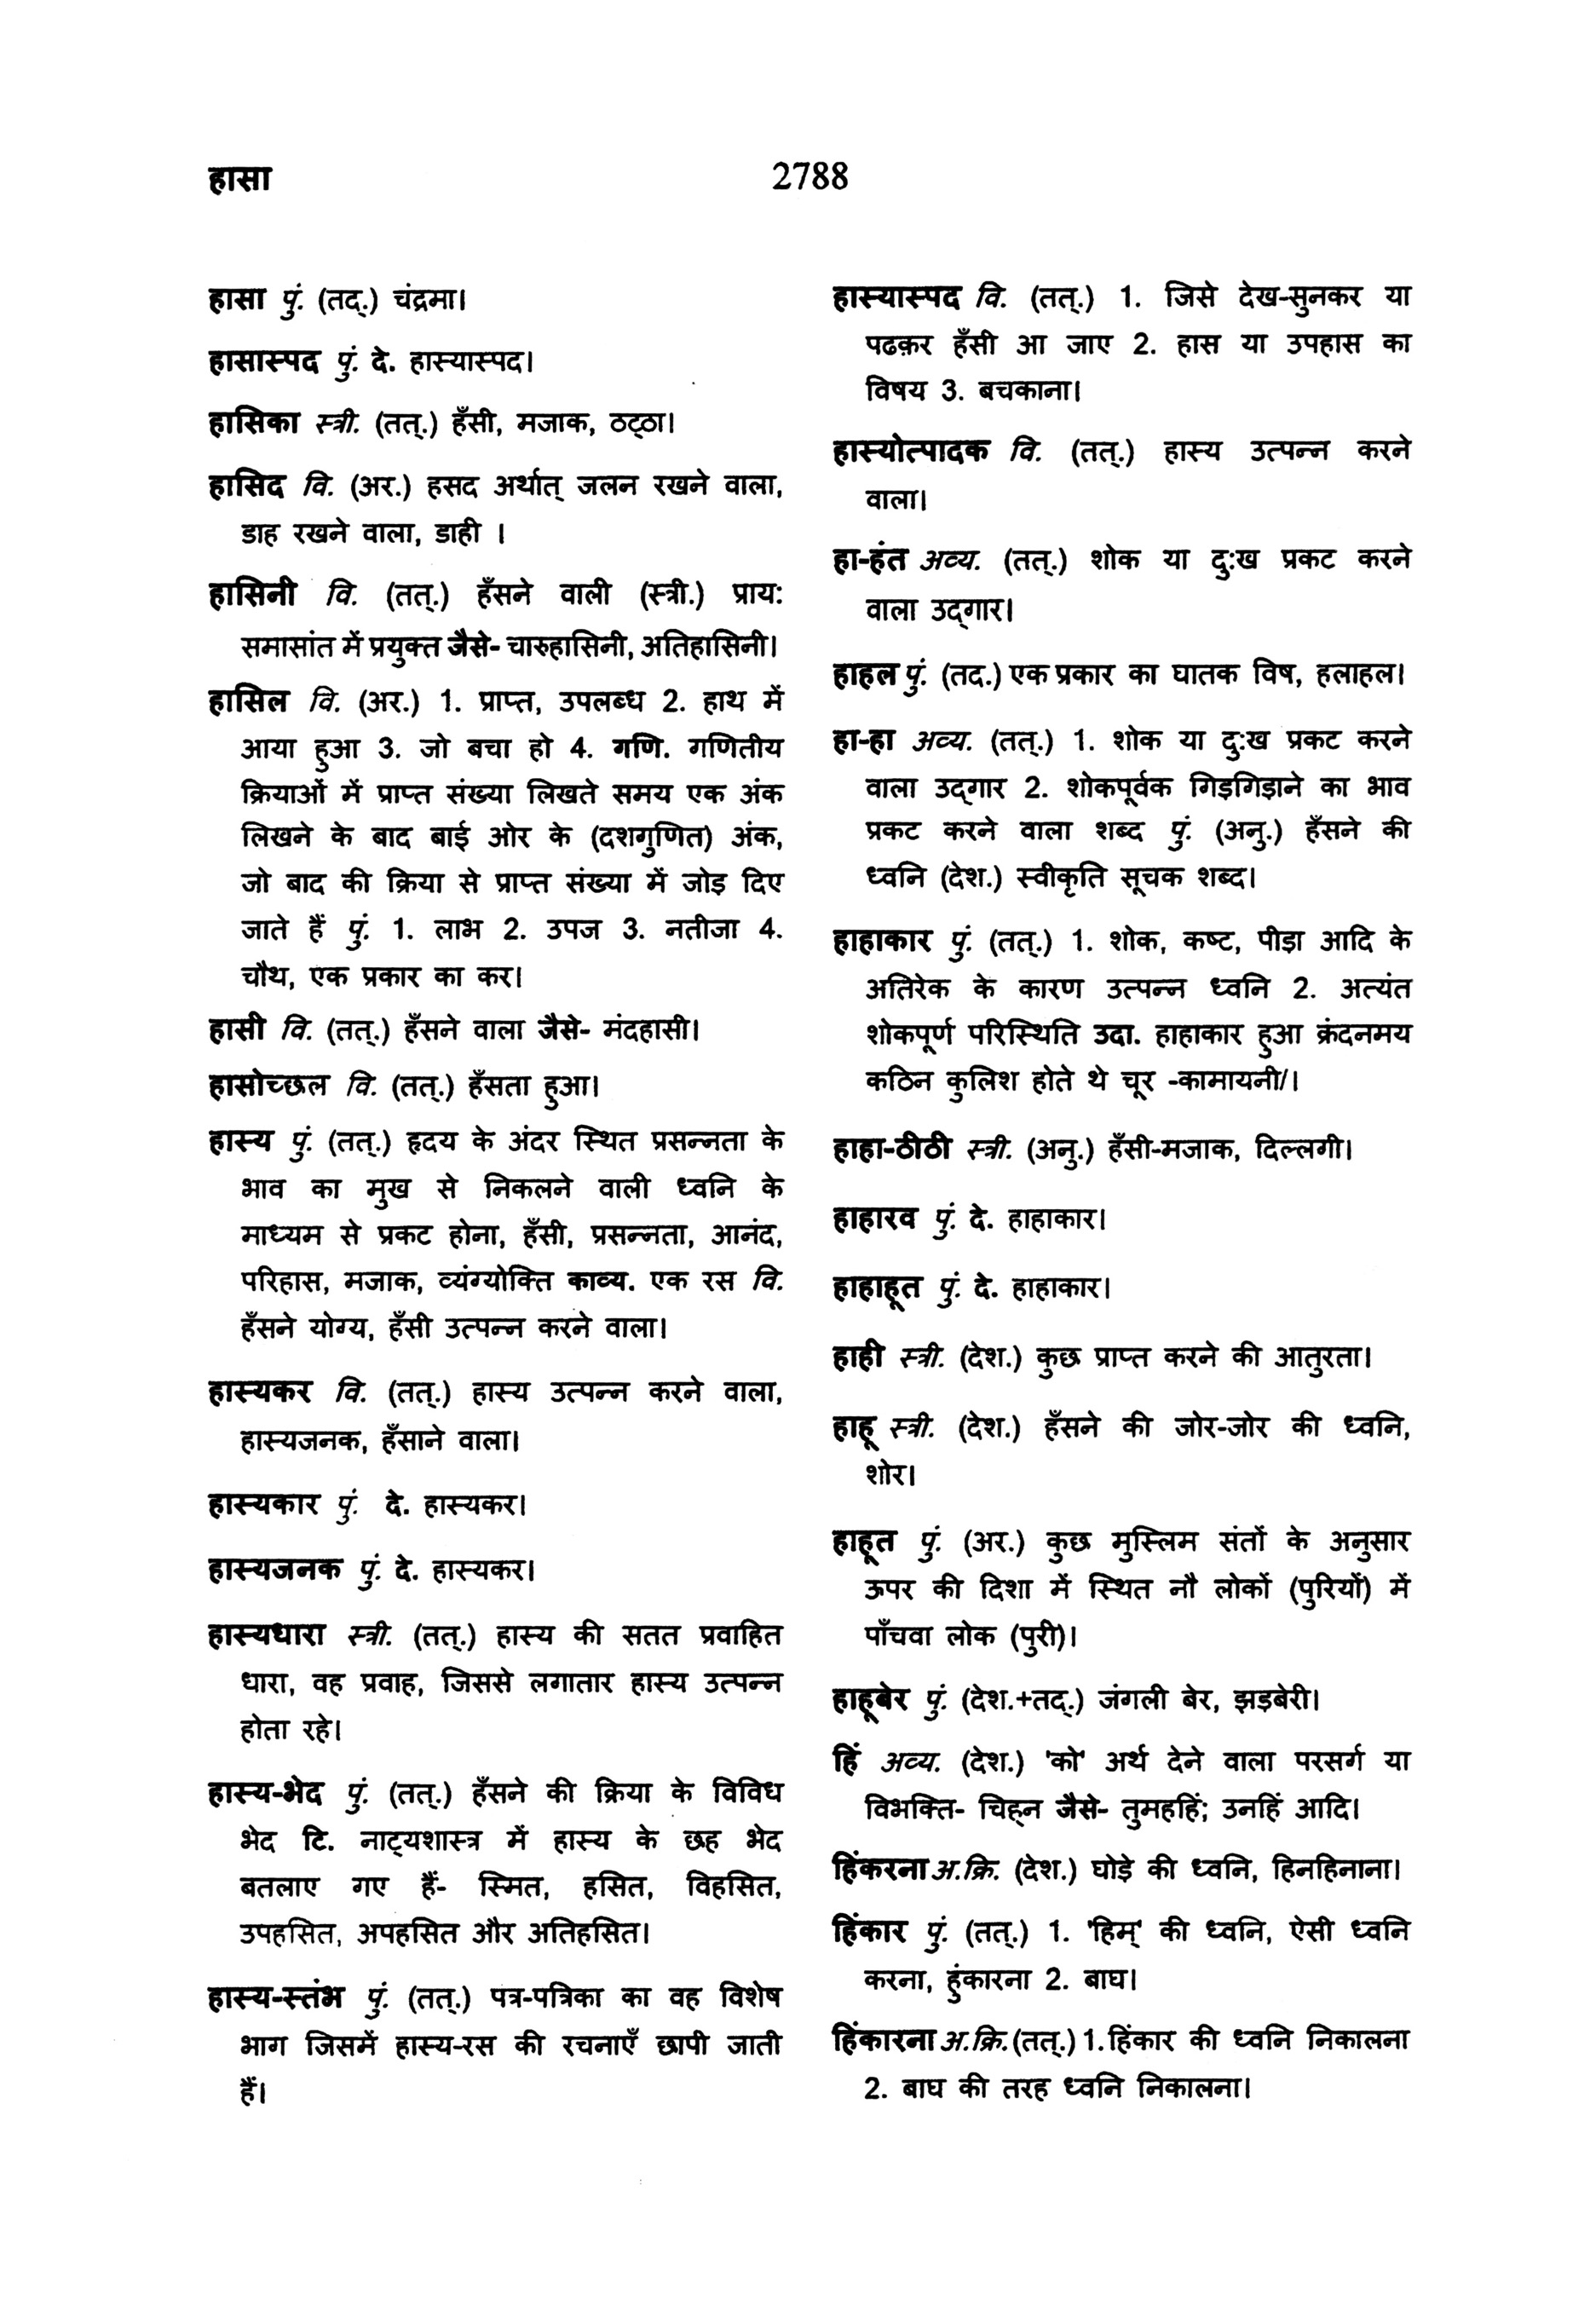 हासा
2788
हासा पुं. (तद्.) चंद्रमा।
हासास्पद पुं. दे. हास्यास्पद।
हासिका स्त्री. (तत्.) हँसी, मजाक, ठट्ठा।
हासिद वि. (अर.) हसद अर्थात् जलन रखने वाला,
डाह रखने वाला, डाही ।
हासिनी वि. (तत्.) हँसने वाली (स्त्री.) प्राय:
समासांत में प्रयुक्त जैसे- चारुहासिनी, अतिहासिनी।
हासिल वि. (अर.) 1. प्राप्त, उपलब्ध 2. हाथ में
आया हुआ 3. जो बचा हो 4. गणि. गणितीय
क्रियाओं में प्राप्त संख्या लिखते समय एक अंक
लिखने के बाद बाई ओर के (दशगुणित) अंक,
जो बाद की क्रिया से प्राप्त संख्या में जोड़ दिए
जाते हैं पुं. 1. लाभ 2. उपज 3. नतीजा 4.
चौथ, एक प्रकार का कर।
हासी वि. (तत्.) हँसने वाला जैसे- मंदहासी।
हासोच्छल वि. (तत्.) हँसता हुआ।
हास्य पुं. (तत्.) हृदय के अंदर स्थित प्रसन्नता के
भाव का मुख से निकलने वाली ध्वनि के
माध्यम से प्रकट होना, हँसी, प्रसन्नता, आनंद,
परिहास, मजाक, व्यंग्योक्ति काव्य. एक रस वि.
हँसने योग्य, हँसी उत्पन्न करने वाला।
हास्यकर वि. (तत्.) हास्य उत्पन्न करने वाला,
हास्यजनक, हँसाने वाला।
हास्यकार पुं. दे. हास्यकर।
हास्यजनक पुं. दे. हास्यकर।
हास्यधारा स्त्री. (तत्.) हास्य की सतत प्रवाहित
धारा, वह प्रवाह, जिससे लगातार हास्य उत्पन्न
होता रहे।
हास्य-भेद पुं. (तत्.) हँसने की क्रिया के विविध
भेद टि. नाट्यशास्त्र में हास्य के छह भेद
बतलाए गए हैं- स्मित, हसित, विहसित,
उपहसित, अपहसित और अतिहसित।
हास्य-स्तंभ पुं. (तत्.) पत्र-पत्रिका का वह विशेष
भाग जिसमें हास्य-रस की रचनाएँ छापी जाती
हैं।
हास्यास्पद वि. (तत्.) 1. जिसे देख-सुनकर या
पढक़र हँसी आ जाए 2. हास या उपहास का
विषय 3. बचकाना।
हास्योत्पादक वि. (तत्.) हास्य उत्पन्न करने
वाला।
हा-हंत अव्य. (तत्.) शोक या दु:ख प्रकट करने
वाला उद्गार।
हाहल पुं. (तद.) एक प्रकार का घातक विष, हलाहल।
हा-हा अव्य. (तत्.) 1. शोक या दु:ख प्रकट करने
वाला उद्गार 2. शोकपूर्वक गिड़गिड़ाने का भाव
प्रकट करने वाला शब्द पुं. (अनु.) हँसने की
ध्वनि (देश.) स्वीकृति सूचक शब्द।
हाहाकार पुं. (तत्.) 1. शोक, कष्ट, पीड़ा आदि के
अतिरेक के कारण उत्पन्न ध्वनि 2. अत्यंत
शोकपूर्ण परिस्थिति उदा. हाहाकार हुआ क्रंदनमय
कठिन कुलिश होते थे चूर -कामायनी/।
हाहा-ठीठी स्त्री. (अनु.) हँसी-मजाक, दिल्लगी।
हाहारव पुं. दे. हाहाकार।
हाहाहूत पुं. दे. हाहाकार।
हाही स्त्री. (देश.) कुछ प्राप्त करने की आतुरता।
हाहू स्त्री. (देश.) हँसने की जोर-जोर की ध्वनि,
शोर।
हाहूत पुं. (अर.) कुछ मुस्लिम संतों के अनुसार
ऊपर की दिशा में स्थित नौ लोकों (पुरियों) में
पाँचवा लोक (पुरी)।
हाहूबेर पुं. (देश.+तद्.) जंगली बेर, झड़बेरी।
हिं अव्य. (देश.) 'को' अर्थ देने वाला परसर्ग या
विभक्ति- चिह्न जैसे- तुमहहिं; उनहिं आदि।
हिंकरना अ.क्रि. (देश.) घोड़े की ध्वनि, हिनहिनाना।
हिंकार पुं. (तत्.) 1. 'हिम्' की ध्वनि, ऐसी ध्वनि
करना, हुंकारना 2. बाघ।
हिंकारना अ.क्रि. (तत्.) 1. हिंकार की ध्वनि निकालना
2. बाघ की तरह ध्वनि निकालना।